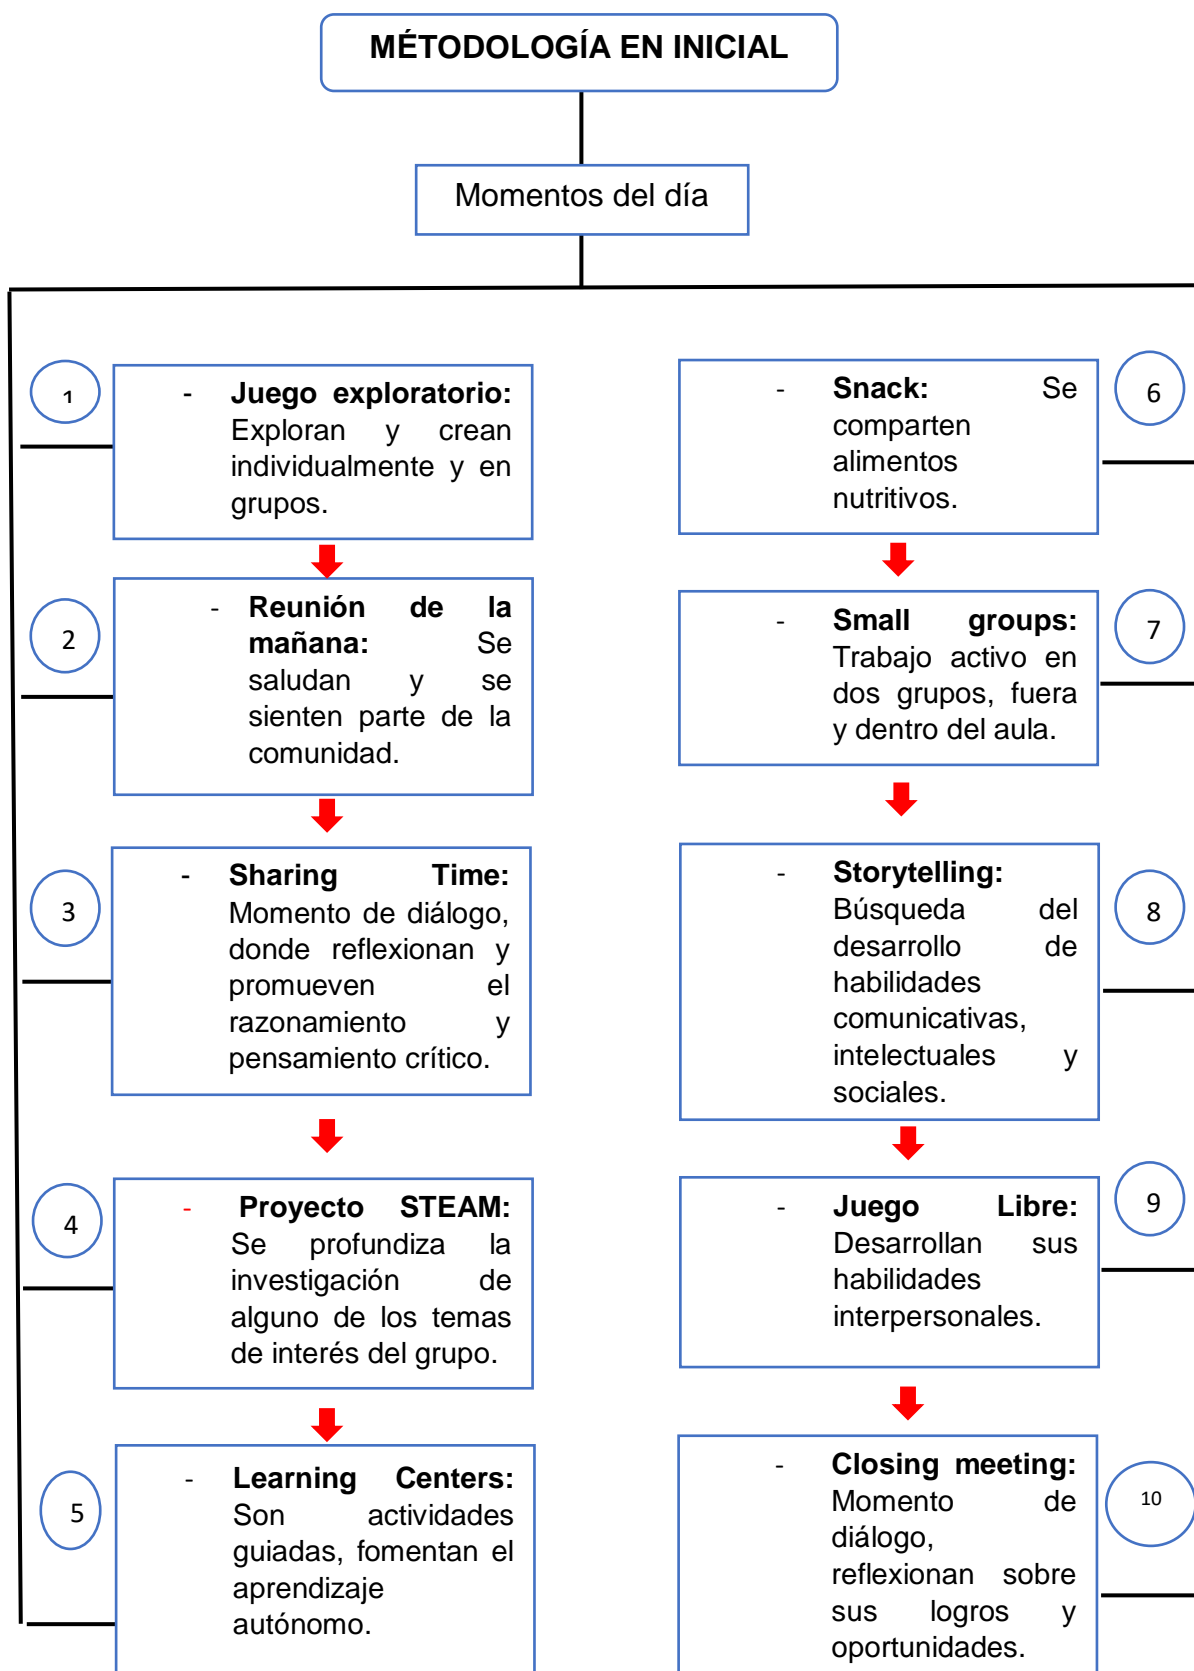 MÉTODOLOGÍA EN INICIAL
Momentos del día
1
- Juego exploratorio:
Exploran y crean
individualmente y en
grupos.
2
- Reunión de la
mañana: Se
saludan y se
sienten parte de la
comunidad.
3
- Sharing Time:
Momento de diálogo,
donde reflexionan y
promueven el
razonamiento y
pensamiento crítico.
4
- Proyecto STEAM:
Se profundiza la
investigación de
alguno de los temas
de interés del grupo.
5
- Learning Centers:
Son actividades
guiadas, fomentan el
aprendizaje
autónomo.
6
- Snack: Se
comparten
alimentos
nutritivos.
7
- Small groups:
Trabajo activo en
dos grupos, fuera
y dentro del aula.
8
- Storytelling:
Búsqueda del
desarrollo de
habilidades
comunicativas,
intelectuales y
sociales.
9
- Juego Libre:
Desarrollan sus
habilidades
interpersonales.
10
- Closing meeting:
Momento de
diálogo,
reflexionan sobre
sus logros y
oportunidades.